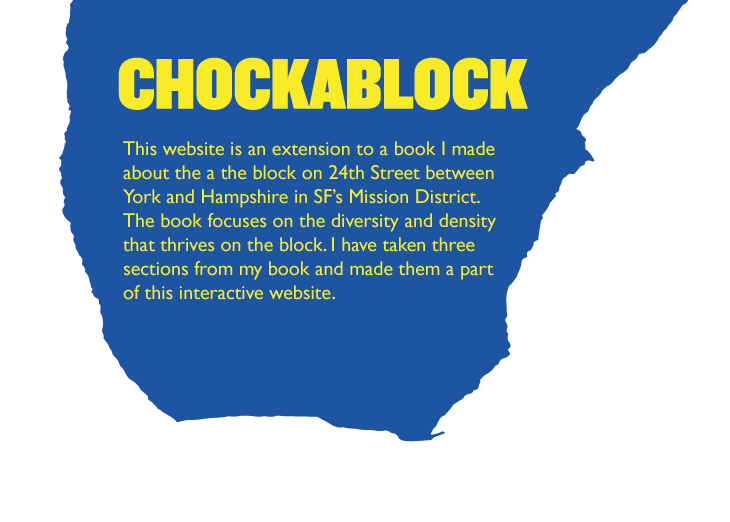 CHOCKABLOCK
This website is an extension to a book I made
about the a the block on 24th Street between
York and Hampshire in SF's Mission District.
The book focuses on the diversity and density
that thrives on the block. I have taken three
sections from my book and made them a part
of this interactive website.